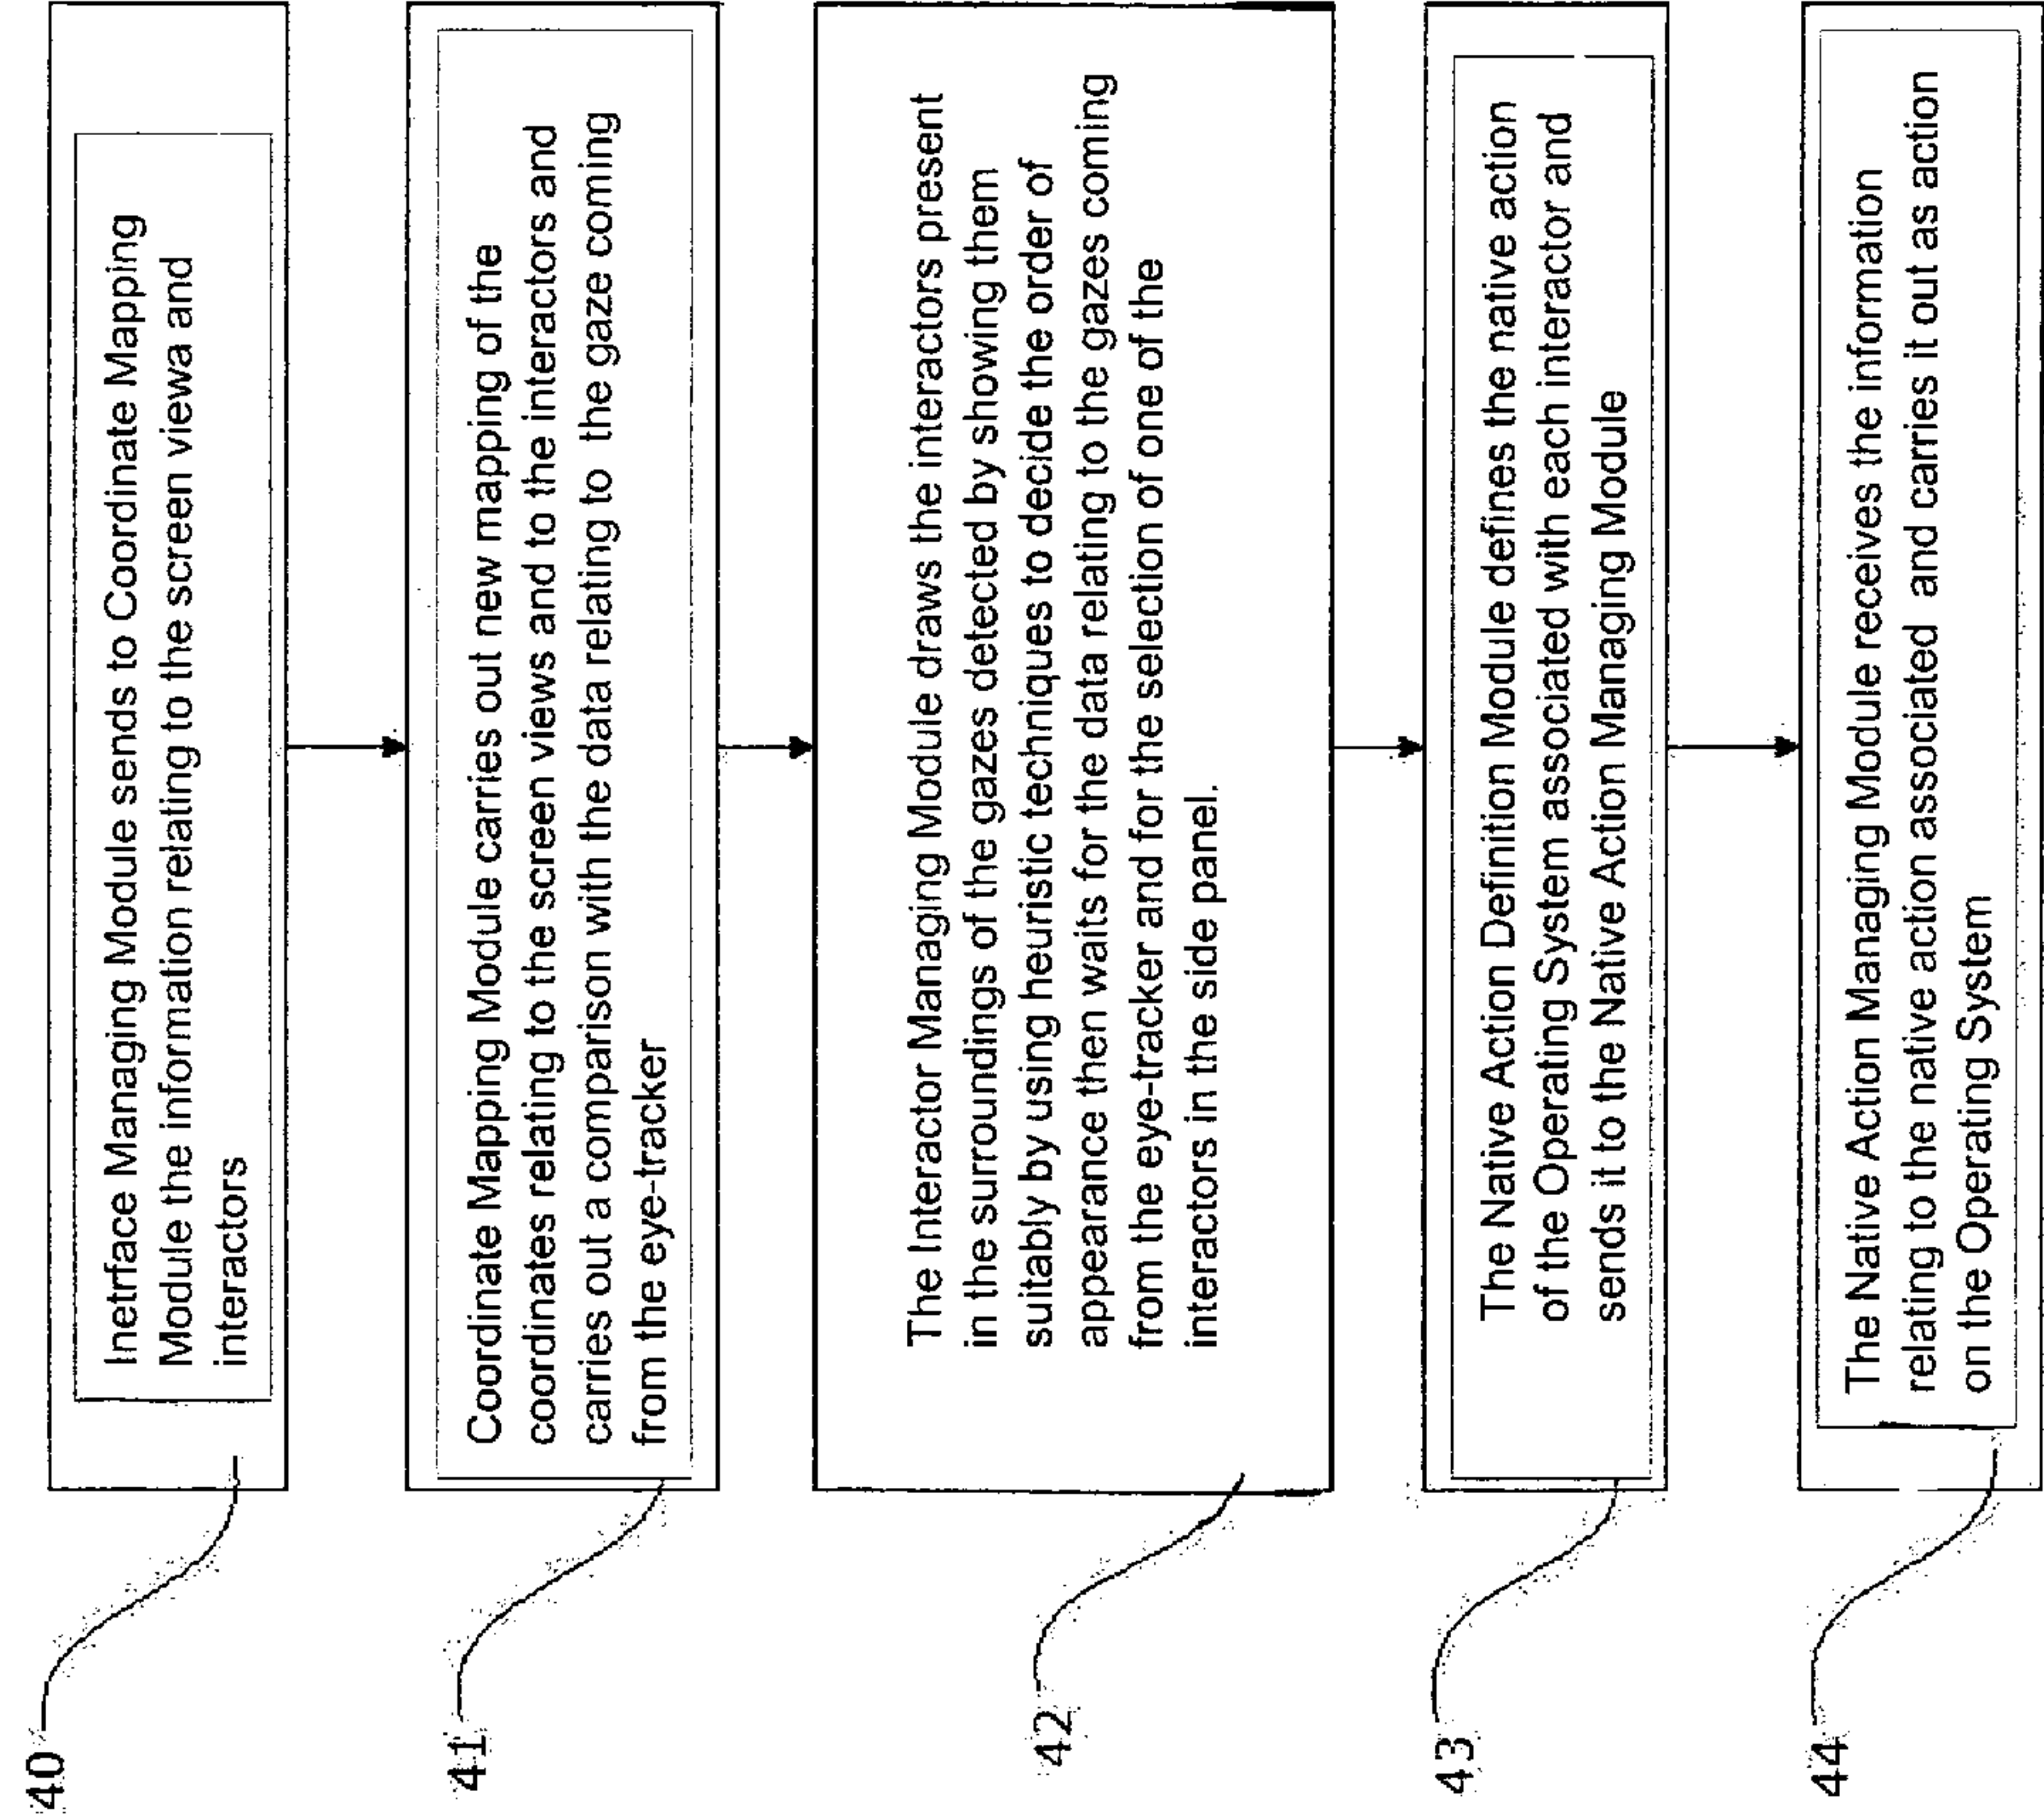 40
Inetrface Managing Module sends to Coordinate Mapping
Module the information relating to the screen viewa and
interactors
41
Coordinate Mapping Module carries out new mapping of the
coordinates relating to the screen views and to the interactors and
carries out a comparison with the data relating to the gaze coming
from the eye-tracker
42
The Interactor Managing Module draws the interactors present
in the surroundings of the gazes detected by showing them
suitably by using heuristic techniques to decide the order of
appearance then waits for the data relating to the gazes coming
from the eye-tracker and for the selection of one of the
interactors in the side panel.
43
The Native Action Definition Module defines the native action
of the Operating System associated with each interactor and
sends it to the Native Action Managing Module
44
The Native Action Managing Module receives the information
relating to the native action associated and carries it out as action
on the Operating System